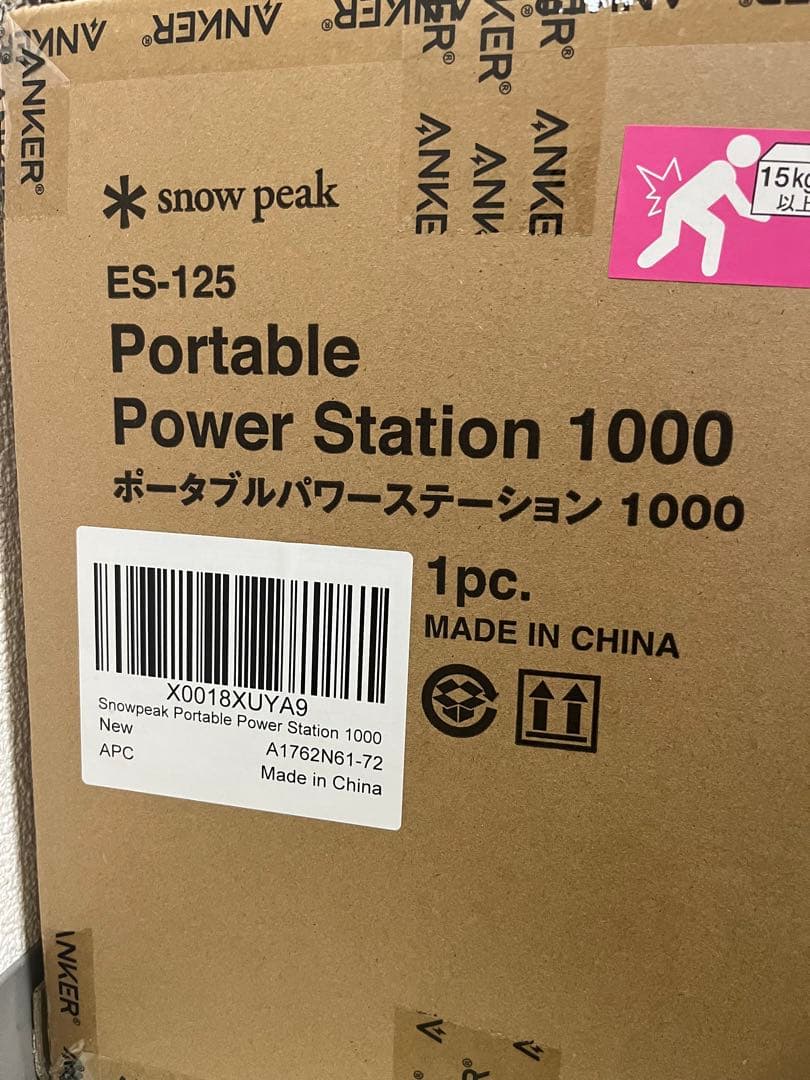 ANKER®
ANKER®
ANKER®
ANKER®
snow peak
ES-125
Portable
Power Station 1000
ポータブルパワーステーション 1000
15kg
以上
X0018XUYA9
Snowpeak Portable Power Station 1000
New
A1762N61-72
APC
Made in China
1pc.
MADE IN CHINA
ANKER®